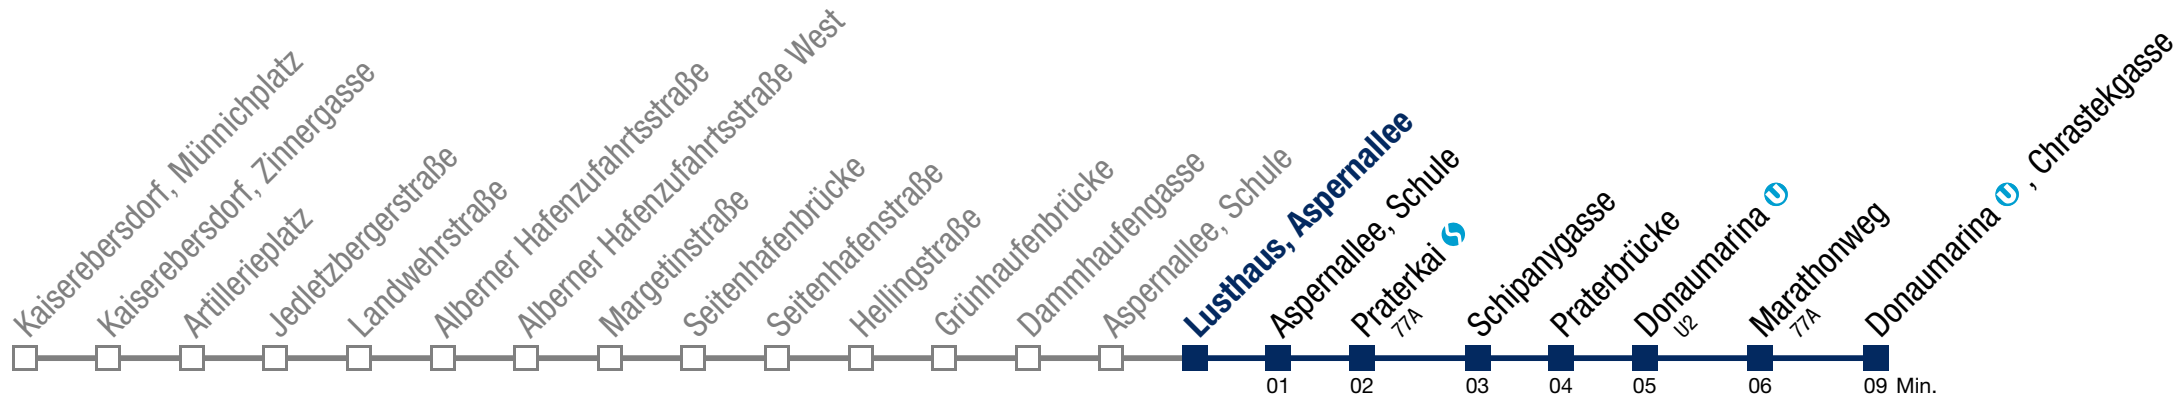 Kaiserebersdorf, Münnichplatz
Kaiserebersdorf, Zinnergasse
Artillerieplatz
Jedletzbergerstraße
Landwehrstraße
Alberner Hafenzufahrtsstraße
Alberner Hafenzufahrtsstraße West
Margetinstraße
Seitenhafenbrücke
Seitenhafenstraße
Hellingstraße
Grünhaufenbrücke
Dammhaufengasse
Aspernallee, Schule
Lusthaus, Aspernallee
Aspernallee, Schule
Praterkai S
77A
Schipanygasse
Praterbrücke
Donaumarina U
U2
Marathonweg
77A
Donaumarina U , Chrastekgasse
01 02 03 04 05 06 09 Min.